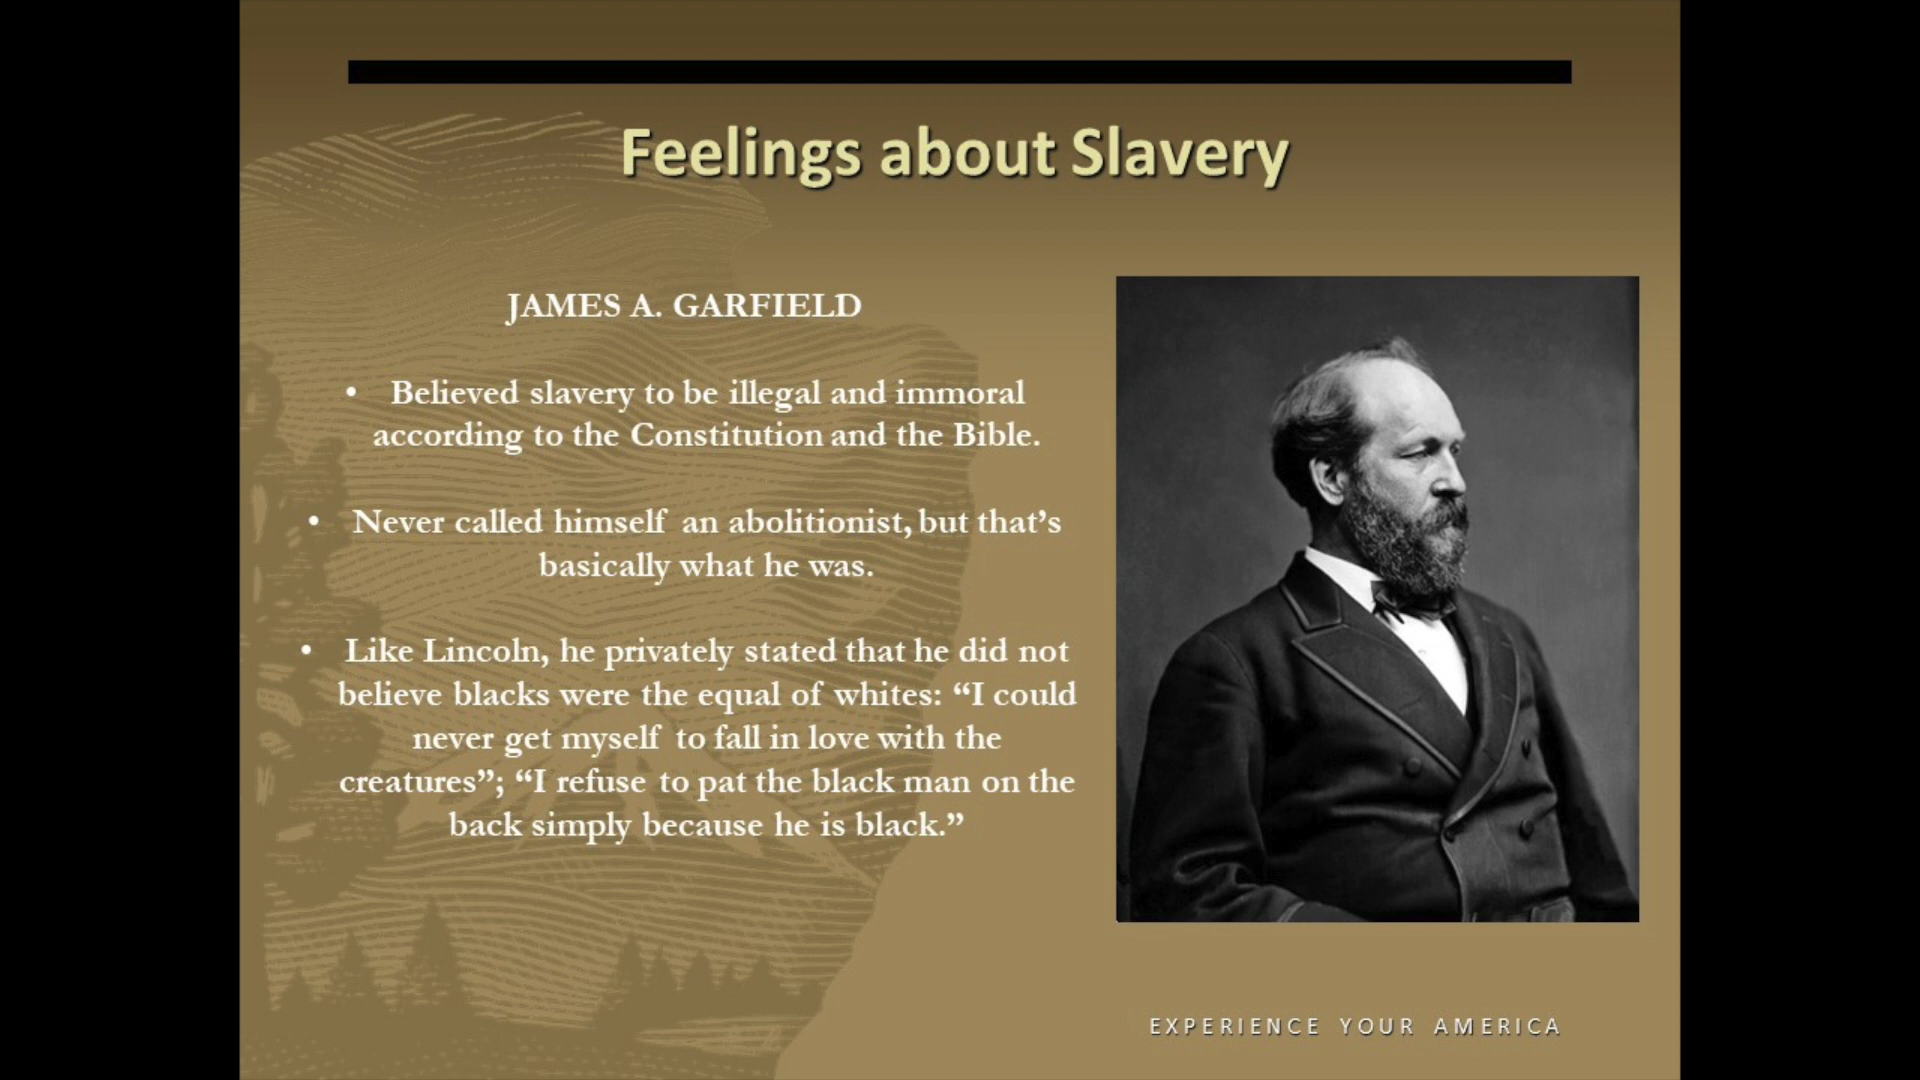 Feelings about Slavery
JAMES A. GARFIELD
• Believed slavery to be illegal and immoral
according to the Constitution and the Bible.
• Never called himself an abolitionist, but that’s
basically what he was.
• Like Lincoln, he privately stated that he did not
believe blacks were the equal of whites: “I could
never get myself to fall in love with the
creatures”; “I refuse to pat the black man on the
back simply because he is black.”
EXPERIENCE YOUR AMERICA